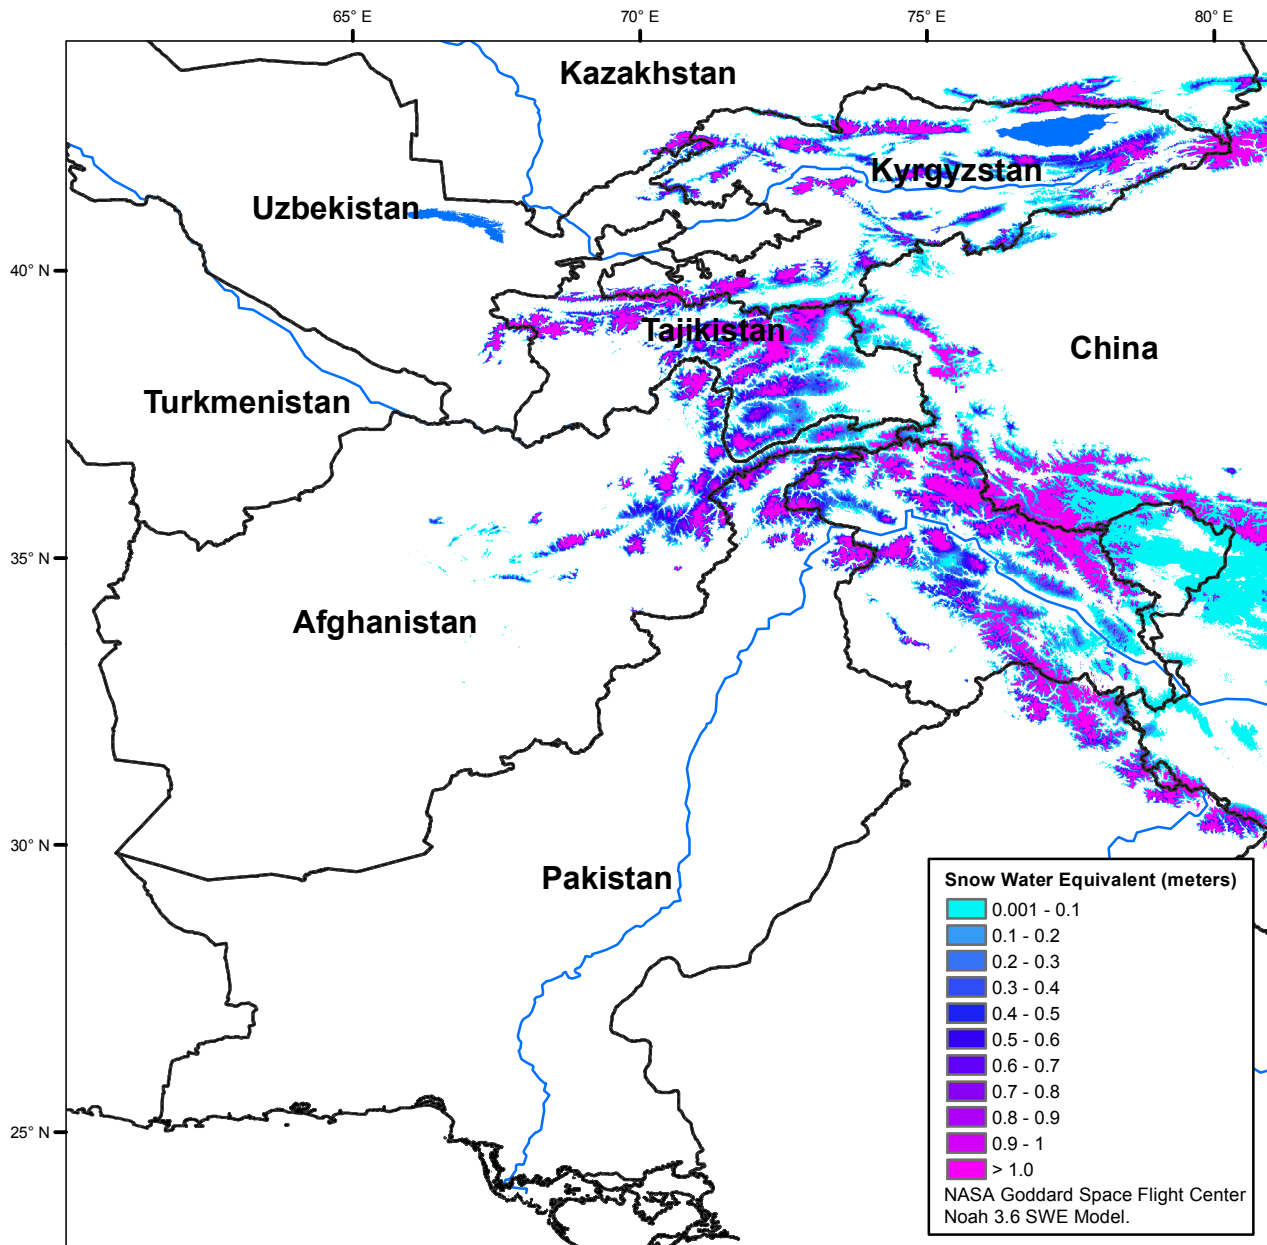 65° E
70° E
75° E
80° E
Kazakhstan
Kyrgyzstan
Uzbekistan
40° N
Tajikistan
China
Turkmenistan
35° N
Afghanistan
30° N
Pakistan
25° N
Snow Water Equivalent (meters)
0.001 - 0.1
0.1 - 0.2
0.2 - 0.3
0.3 - 0.4
0.4 - 0.5
0.5 - 0.6
0.6 - 0.7
0.7 - 0.8
0.8 - 0.9
0.9 - 1
> 1.0
NASA Goddard Space Flight Center
Noah 3.6 SWE Model.